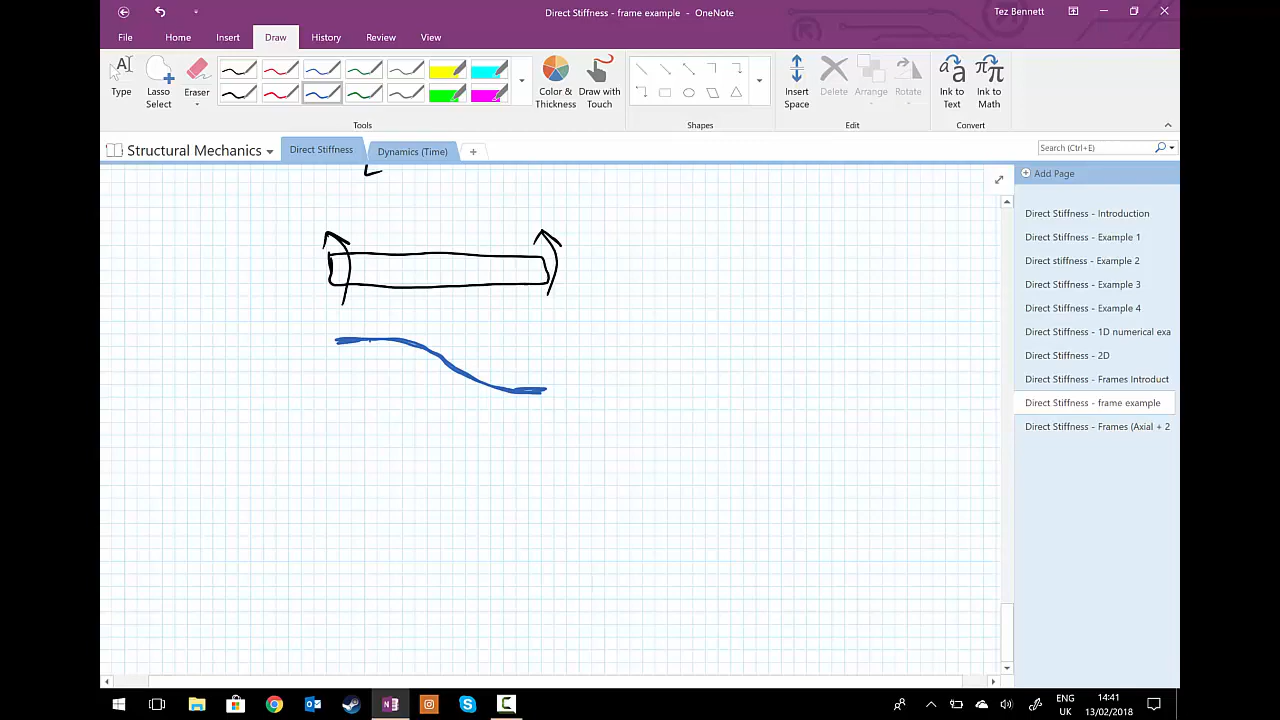 Direct Stiffness - frame example - OneNote
Tez Bennett
File Home Insert Draw History Review View
Type
Lasso Select
Eraser
Color & Thickness
Draw with Touch
Insert Space
Delete
Arrange
Rotate
Ink to Text
Ink to Math
Tools
Shapes
Edit
Convert
Structural Mechanics
Direct Stiffness
Dynamics (Time)
Search (Ctrl+E)
Add Page
Direct Stiffness - Introduction
Direct Stiffness - Example 1
Direct stiffness - Example 2
Direct Stiffness - Example 3
Direct Stiffness - Example 4
Direct Stiffness - 1D numerical exa
Direct Stiffness - 2D
Direct Stiffness - Frames Introduct
Direct Stiffness - frame example
Direct Stiffness - Frames (Axial + 2
ENG
UK
14:41
13/02/2018